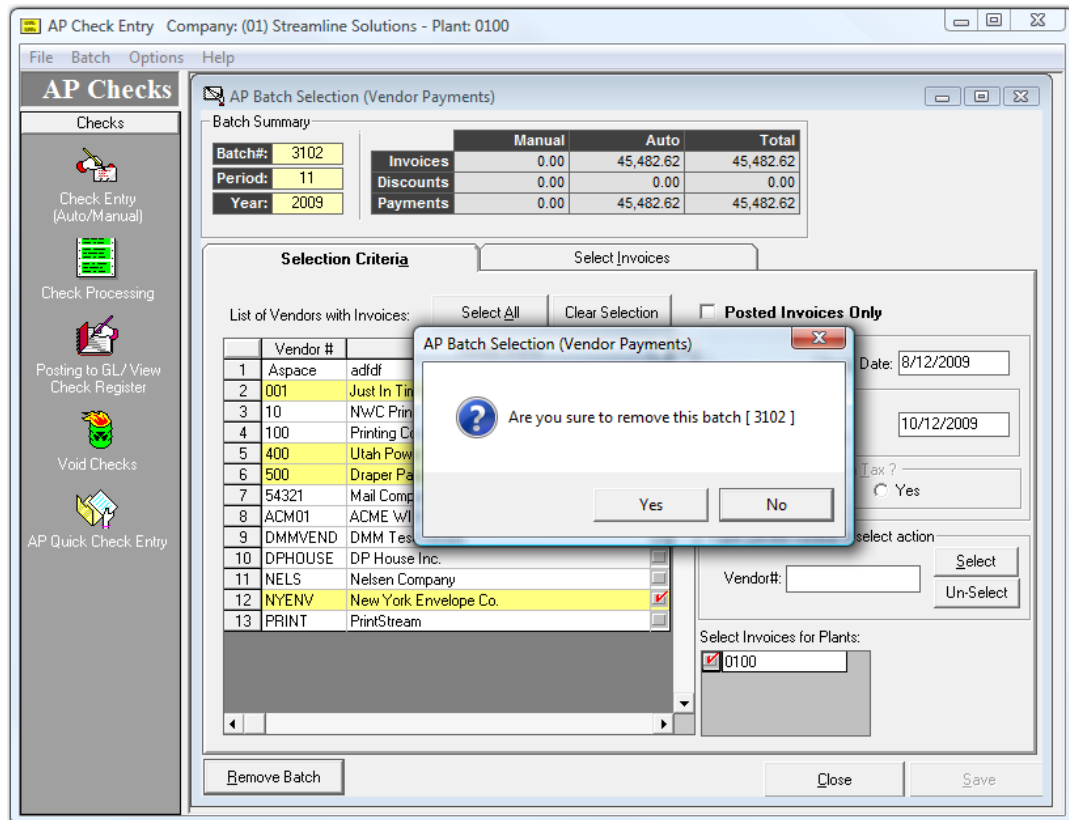 AP Check Entry Company: (01) Streamline Solutions - Plant: 0100
File Batch Options Help
AP Checks
Checks
Check Entry
(Auto/Manual)
Check Processing
Posting to GL/ View
Check Register
Void Checks
AP Quick Check Entry
AP Batch Selection (Vendor Payments)
Batch Summary
Batch#: 3102
Period: 11
Year: 2009
Manual Auto Total
Invoices 0.00 45,482.62 45,482.62
Discounts 0.00 0.00 0.00
Payments 0.00 45,482.62 45,482.62
Selection Criteria Select Invoices
List of Vendors with Invoices: Select All Clear Selection Posted Invoices Only
Vendor #
1 Aspace adfdf
2 001 Just In Tim
3 10 NWC Prin
4 100 Printing Co
5 400 Utah Pow
6 500 Draper Pa
7 54321 Mail Comp
8 ACM01 ACME WI
9 DMMVEND DMM Tes
10 DPHOUSE DP House Inc.
11 NELS Nelsen Company
12 NYENV New York Envelope Co.
13 PRINT PrintStream
AP Batch Selection (Vendor Payments)
Are you sure to remove this batch [ 3102 ]
Yes No
Date: 8/12/2009
10/12/2009
Tax ?
Yes
select action
Vendor#: Select
Un-Select
Select Invoices for Plants:
0100
Remove Batch Close Save